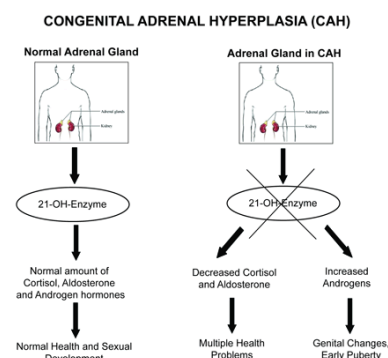 CONGENITAL ADRENAL HYPERPLASIA (CAH)
Normal Adrenal Gland
Adrenal Gland in CAH
Adrenal glands
Kidney
Adrenal glands
Kidney
21-OH-Enzyme
21-OH-Enzyme
Normal amount of
Cortisol, Aldosterone
and Androgen hormones
Decreased Cortisol
and Aldosterone
Increased
Androgens
Normal Health and Sexual
Development
Multiple Health
Problems
Genital Changes,
Early Puberty